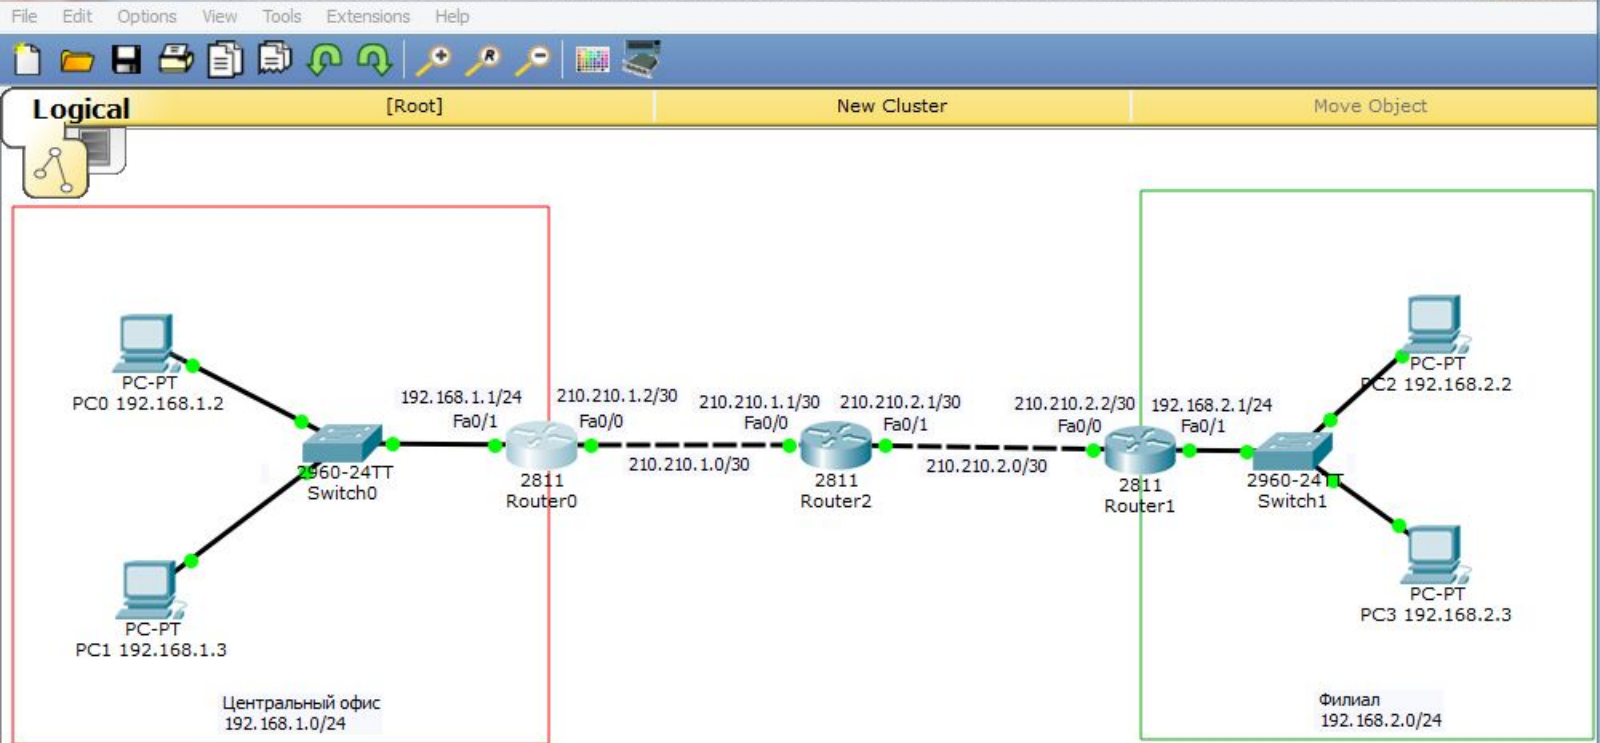 File Edit Options View Tools Extensions Help
R
Logical
[Root]
New Cluster
Move Object
PC-PT
PC0 192.168.1.2
PC-PT
PC1 192.168.1.3
2960-24TT
Switch0
192.168.1.1/24
Fa0/1
210.210.1.2/30
Fa0/0
2811
Router0
210.210.1.0/30
210.210.1.1/30
Fa0/0
210.210.2.1/30
Fa0/1
2811
Router2
210.210.2.0/30
210.210.2.2/30
Fa0/0
192.168.2.1/24
Fa0/1
2811
Router1
2960-24TT
Switch1
PC-PT
PC2 192.168.2.2
PC-PT
PC3 192.168.2.3
Центральный офис
192.168.1.0/24
Филиал
192.168.2.0/24